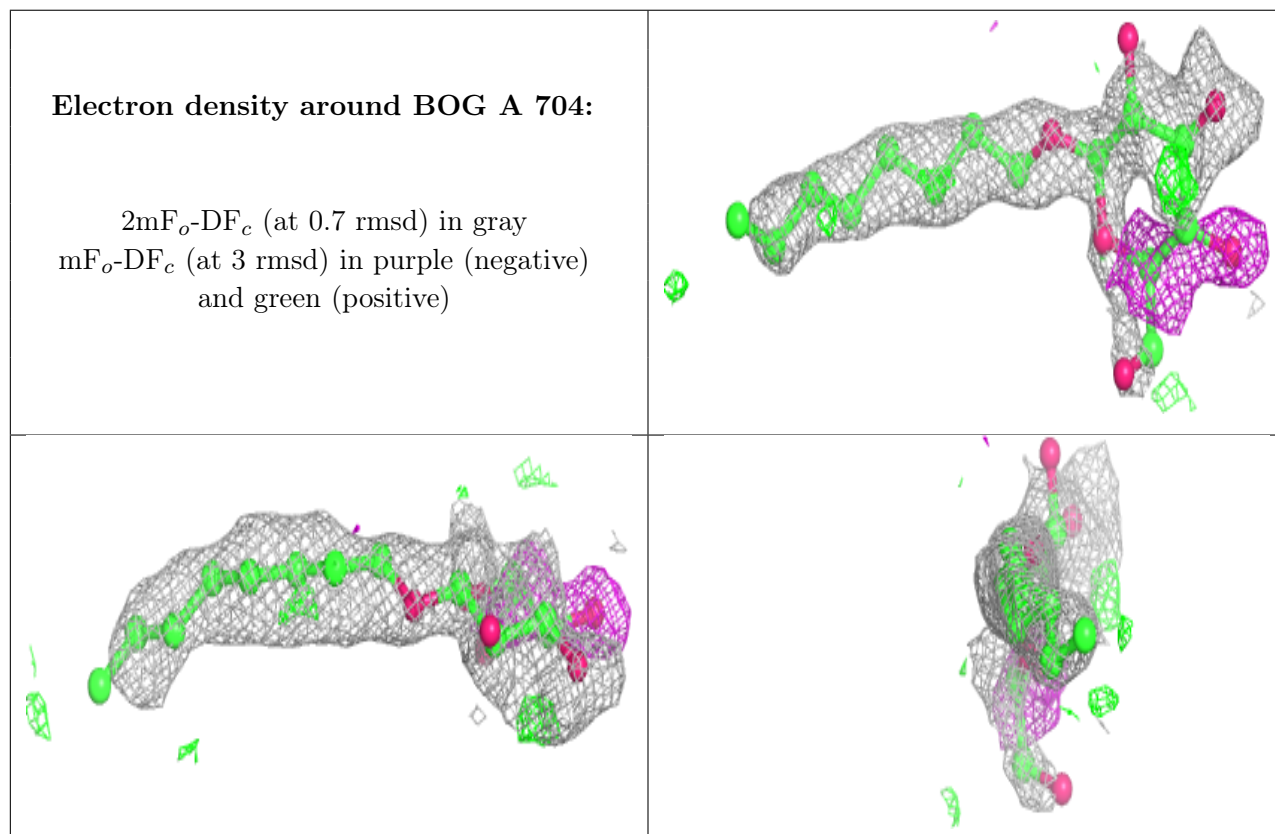 Electron density around BOG A 704:
2mFo-DFc (at 0.7 rmsd) in gray
mFo-DFc (at 3 rmsd) in purple (negative)
and green (positive)